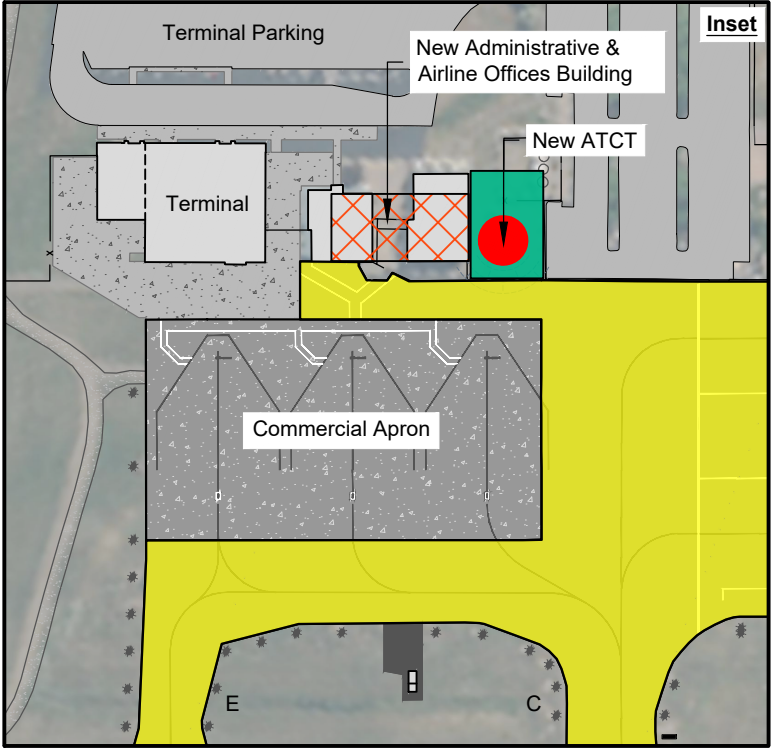 Inset
Terminal Parking
New Administrative &
Airline Offices Building
New ATCT
Terminal
x
Commercial Apron
E
C